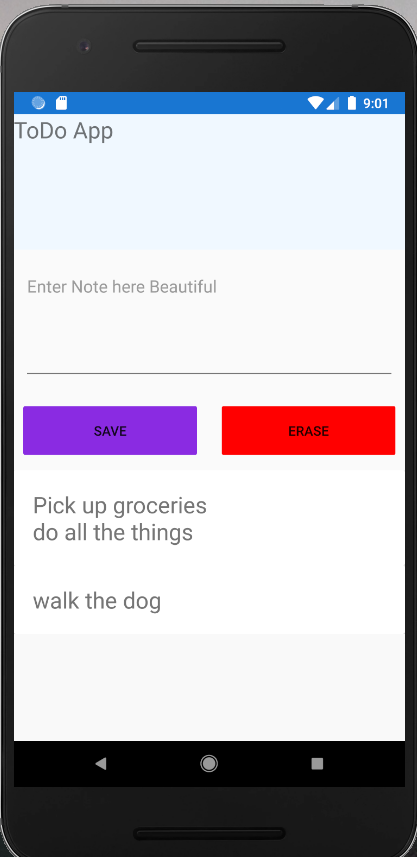 9:01
ToDo App
Enter Note here Beautiful
SAVE ERASE
Pick up groceries
do all the things
walk the dog